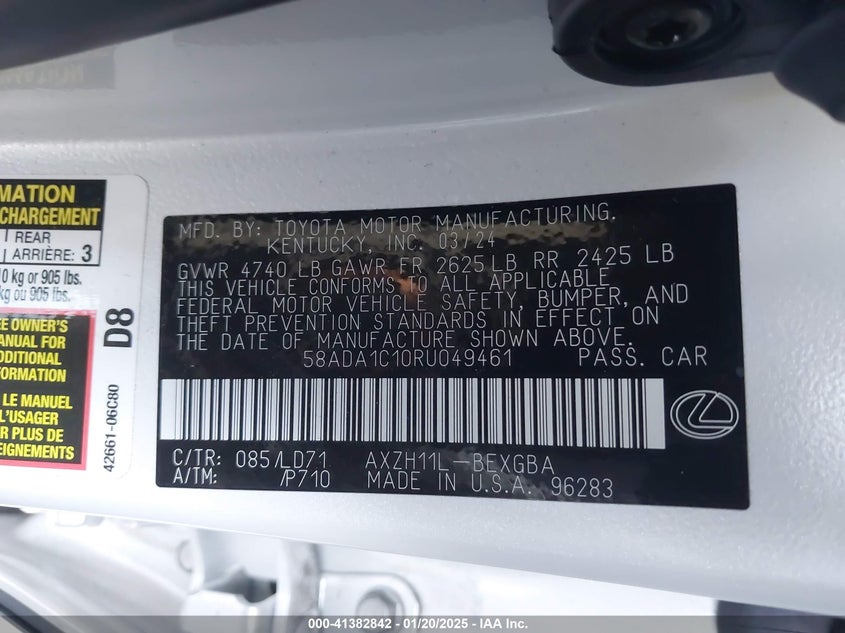 MATION
CHARGEMENT
REAR
ARRIÈRE: 3
10 kg or 905 lbs.
kg ou 905 lbs.
EE OWNER'S
MANUAL FOR
ADDITIONAL
FORMATION
LE MANUEL
L'USAGER
R PLUS DE
EIGNEMENTS
D8
42661-06C80
MFD. BY: TOYOTA MOTOR MANUFACTURING,
KENTUCKY, INC. 03/24
GVWR 4740 LB GAWR FR 2625 LB RR 2425 LB
THIS VEHICLE CONFORMS TO ALL APPLICABLE
FEDERAL MOTOR VEHICLE SAFETY, BUMPER, AND
THEFT PREVENTION STANDARDS IN EFFECT ON
THE DATE OF MANUFACTURE SHOWN ABOVE.
58ADA1C10RU049461 PASS. CAR
C/TR: 085/LD71 AXZH11L-BEXGBA
A/TM: /P710 MADE IN U.S.A. 96283
000-41382842 - 01/20/2025 - IAA Inc.